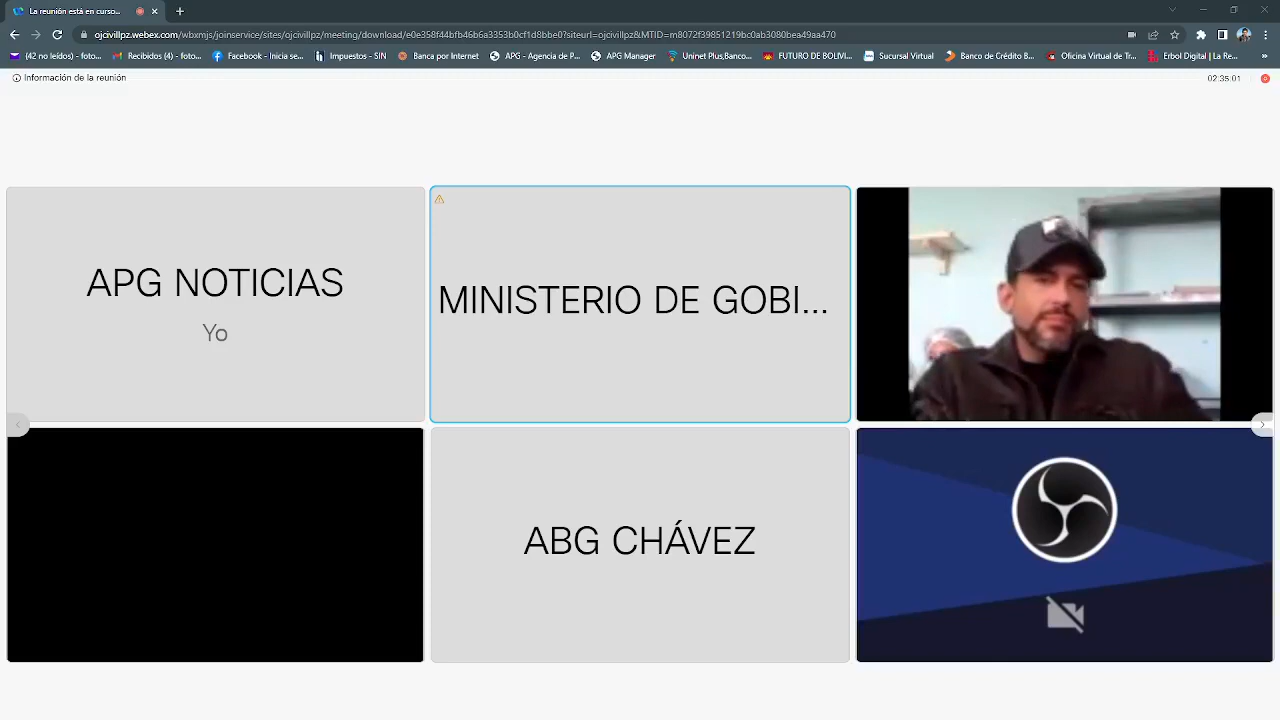 La reunión está en curso...
ojcivillpz.webex.com/wbxmjs/joinservice/sites/ojcivillpz/meeting/download/e0e358f44b1b45b6a3353b0cf1d9bbe0?siteurl=ojcivillpz&MTID=m8072f39851219bc0ab3080bea49aa470
(42 no leídos) - foto...
Recibidos (4) - foto...
Facebook - Inicia se...
Impuestos - SIN
Banca por Internet
APG - Agencia de P...
APG Manager
Uninet Plus,Banco...
FUTURO DE BOLIVI...
Sucursal Virtual
Banco de Crédito B...
Oficina Virtual de Tr...
Erbol Digital | La Re...
Información de la reunión
02:35:01
APG NOTICIAS
Yo
MINISTERIO DE GOBI...
ABG CHÁVEZ